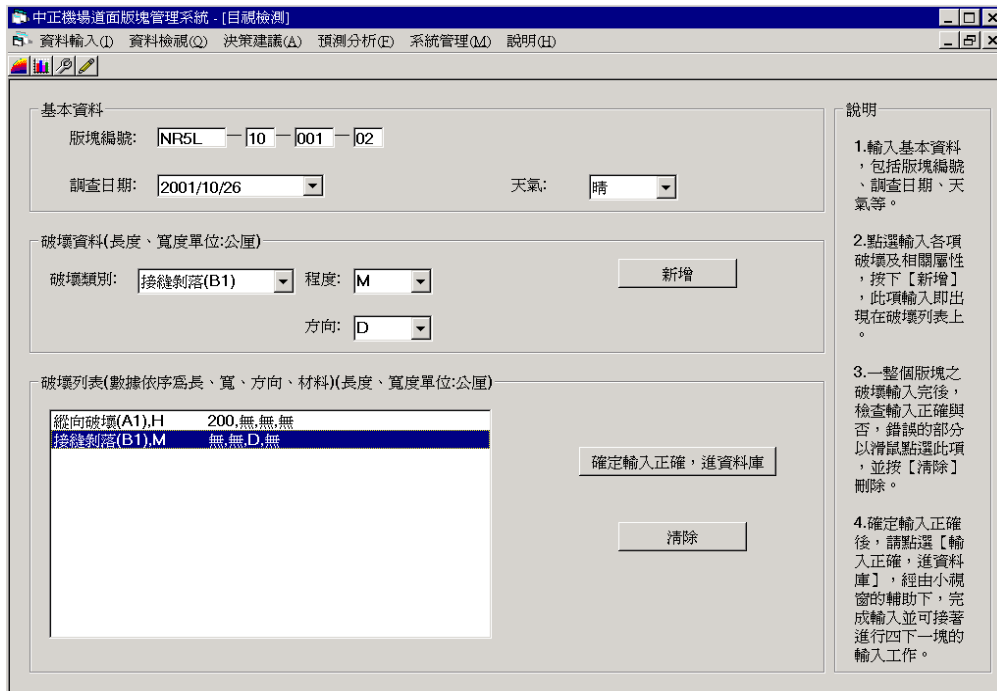 中正機場道面版塊管理系統 - [目視檢測]
資料輸入(I) 資料檢視(Q) 決策建議(A) 預測分析(F) 系統管理(M) 說明(H)
基本資料
版塊編號: NR5L — 10 — 001 — 02
調查日期: 2001/10/26 天氣: 晴
破壞資料(長度、寬度單位:公厘)
破壞類別: 接縫剝落(B1) 程度: M 新增
方向: D
破壞列表(數據依序為長、寬、方向、材料)(長度、寬度單位:公厘)
縱向破壞(A1),H 200,無,無,無
接縫剝落(B1),M 無,無,D,無
確定輸入正確，進資料庫
清除
說明
1.輸入基本資料
，包括版塊編號
、調查日期、天
氣等。
2.點選輸入各項
破壞及相關屬性
，按下【新增】
，此項輸入即出
現在破壞列表上
。
3.一整個版塊之
破壞輸入完後，
檢查輸入正確與
否，錯誤的部分
以滑鼠點選此項
，並按【清除】
刪除。
4.確定輸入正確
後，請點選【輸
入正確，進資料
庫】，經由小視
窗的輔助下，完
成輸入並可接著
進行四下一塊的
輸入工作。